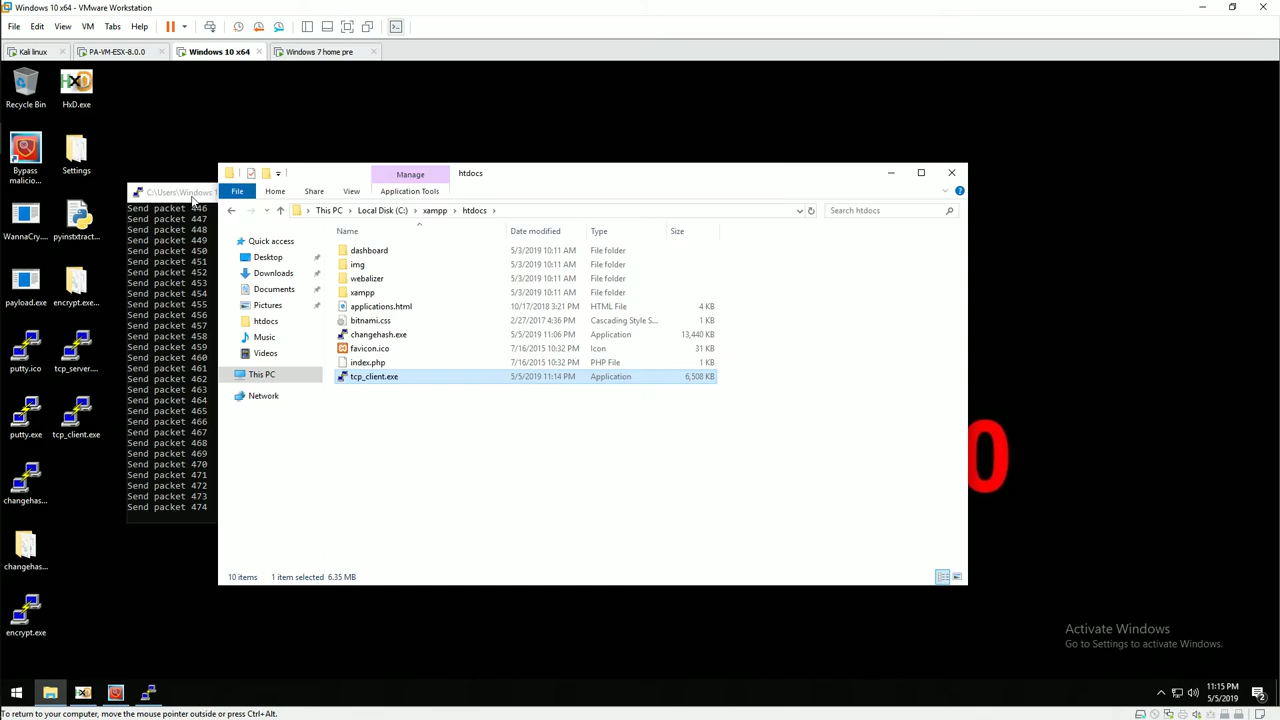 Windows 10 x64 - VMware Workstation
File Edit View VM Tabs Help
Kali linux
PA-VM-ESX-8.0.0
Windows 10 x64
Windows 7 home pre
Recycle Bin
HxD.exe
Bypass malicio...
Settings
WannaCry....
pyinstxtract...
payload.exe
encrypt.exe...
putty.ico
tcp_server....
putty.exe
tcp_client.exe
changehas...
changehas...
encrypt.exe
C:\Users\Windows 1
Send packet 446
Send packet 447
Send packet 448
Send packet 449
Send packet 450
Send packet 451
Send packet 452
Send packet 453
Send packet 454
Send packet 455
Send packet 456
Send packet 457
Send packet 458
Send packet 459
Send packet 460
Send packet 461
Send packet 462
Send packet 463
Send packet 464
Send packet 465
Send packet 466
Send packet 467
Send packet 468
Send packet 469
Send packet 470
Send packet 471
Send packet 472
Send packet 473
Send packet 474
Manage htdocs
File Home Share View Application Tools
This PC Local Disk (C:) xampp htdocs
Search htdocs
Quick access
Desktop
Downloads
Documents
Pictures
htdocs
Music
Videos
This PC
Network
Name Date modified Type Size
dashboard 5/3/2019 10:11 AM File folder
img 5/3/2019 10:11 AM File folder
webalizer 5/3/2019 10:11 AM File folder
xampp 5/3/2019 10:11 AM File folder
applications.html 10/17/2018 3:21 PM HTML File 4 KB
bitnami.css 2/27/2017 4:36 PM Cascading Style S... 1 KB
changehash.exe 5/5/2019 11:06 PM Application 13,440 KB
favicon.ico 7/16/2015 10:32 PM Icon 31 KB
index.php 7/16/2015 10:32 PM PHP File 1 KB
tcp_client.exe 5/5/2019 11:14 PM Application 6,508 KB
10 items 1 item selected 6.35 MB
0
Activate Windows
Go to Settings to activate Windows.
11:15 PM
5/5/2019
2
To return to your computer, move the mouse pointer outside or press Ctrl+Alt.